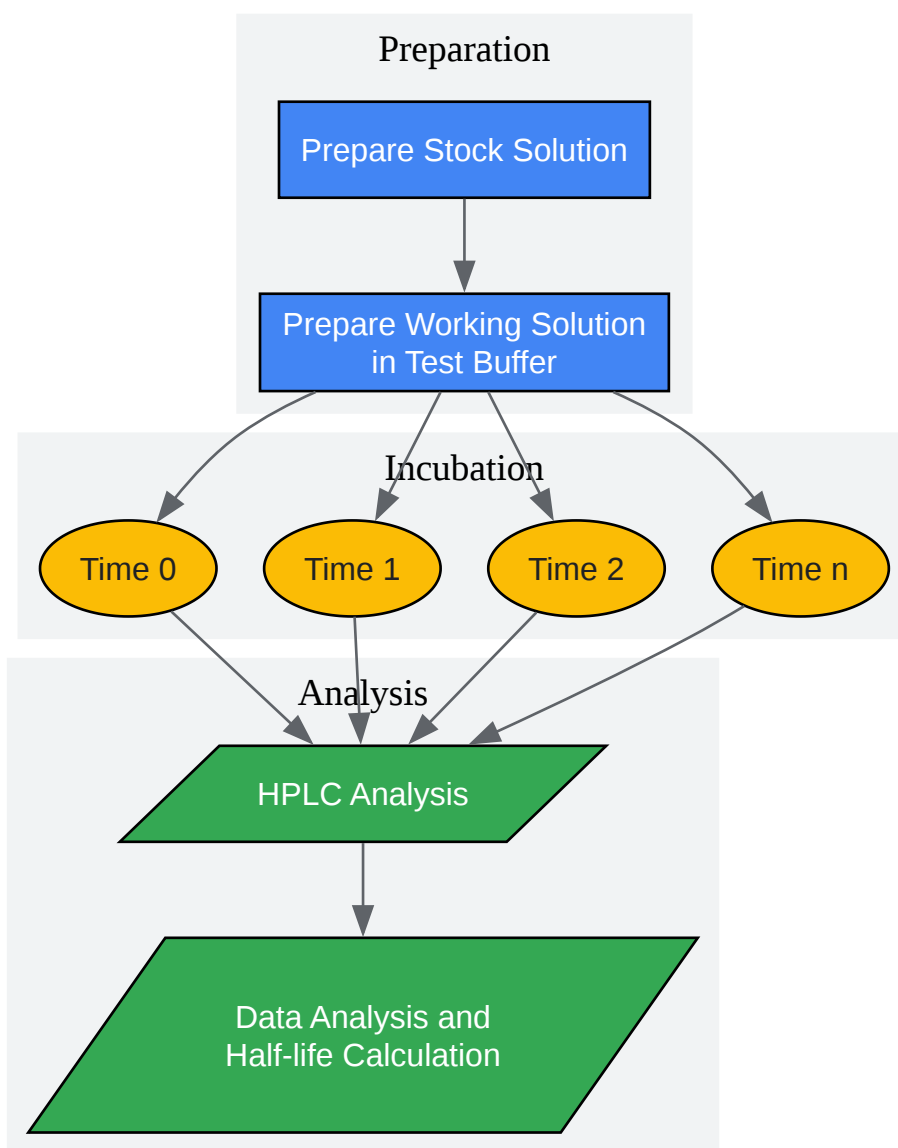 Preparation
Prepare Stock Solution
Prepare Working Solution
in Test Buffer
Incubation
Time 0
Time 1
Time 2
Time n
Analysis
HPLC Analysis
Data Analysis and
Half-life Calculation